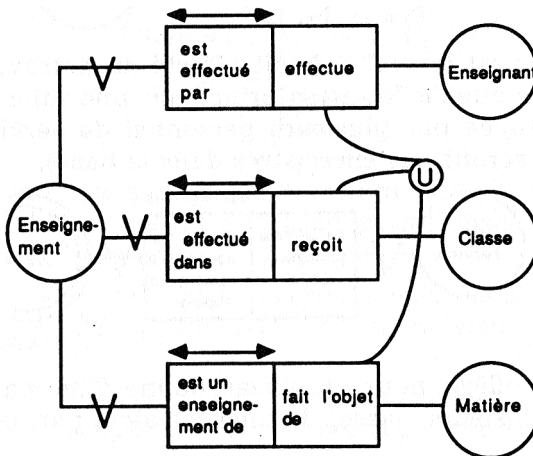 est
effectué
par
effectue
Enseignant
Enseigne-
ment
est
effectué
dans
reçoit
U
Classe
est un
enseigne-
ment de
fait l'objet
de
Matière